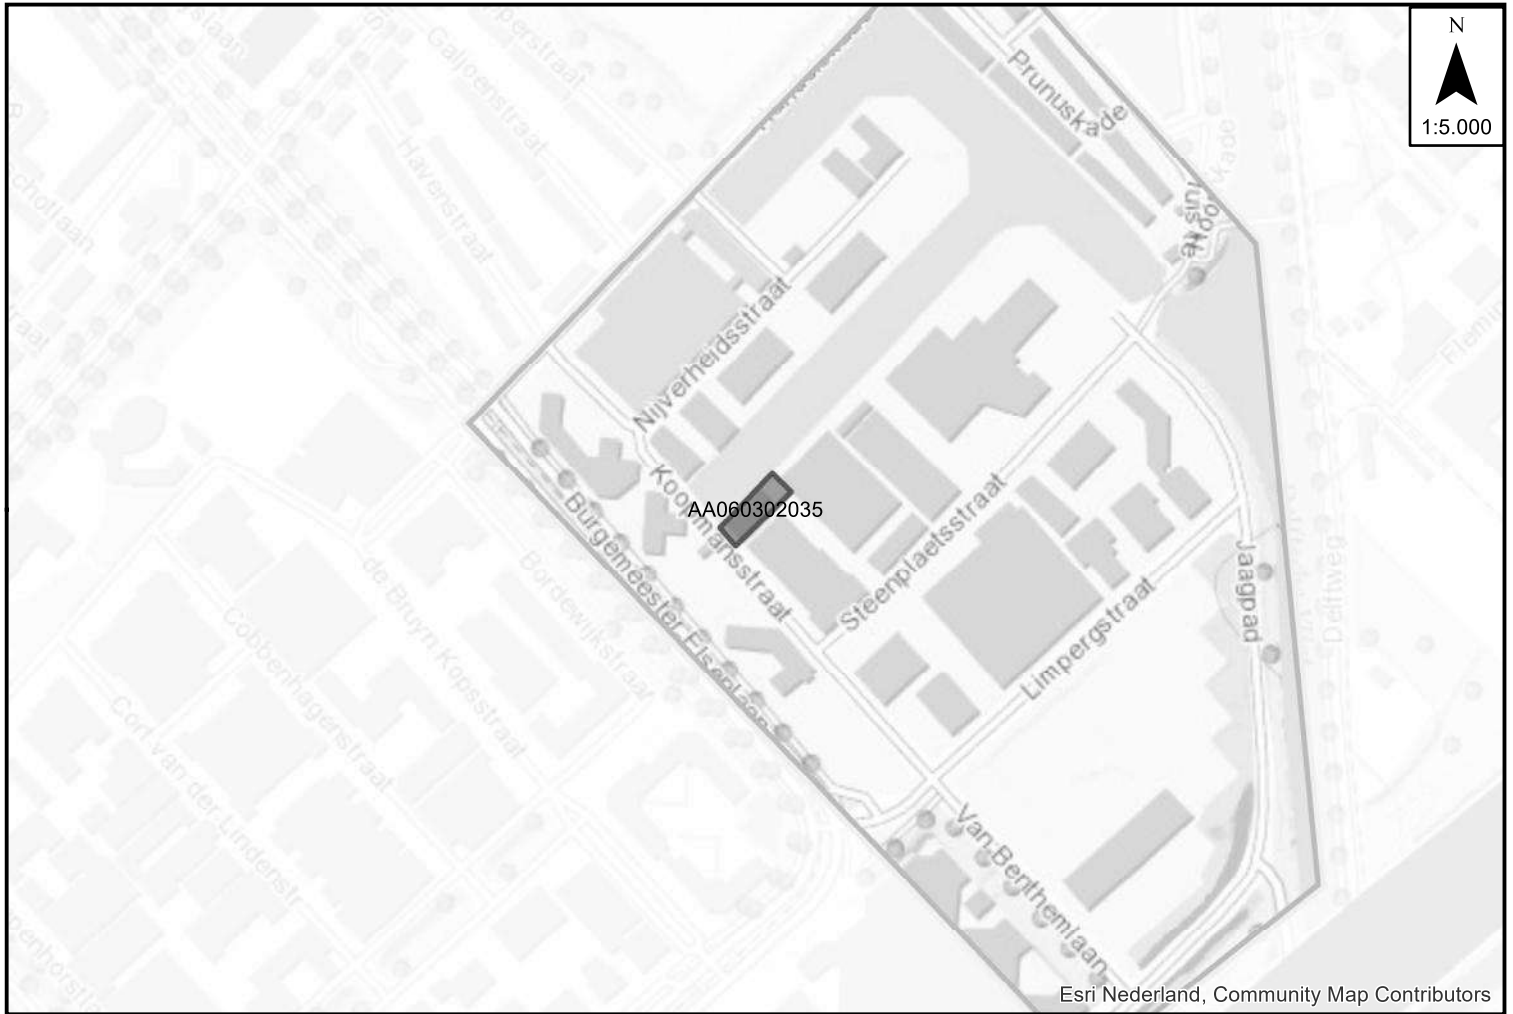 N
1:5.000
Galjoenstraat
Havenstraat
Prunuskade
Nijverheidsstraat
Koopmansstraat
AA060302035
Steenplaetsstraat
Limpergstraat
Jaagpad
Delftweg
Burgemeester Elsenlaan
Bordewijkstraat
de Bruyn Kopsstraat
Cobbenhagenstraat
Cort van der Lindenstr
Van Benthemlaan
Esri Nederland, Community Map Contributors